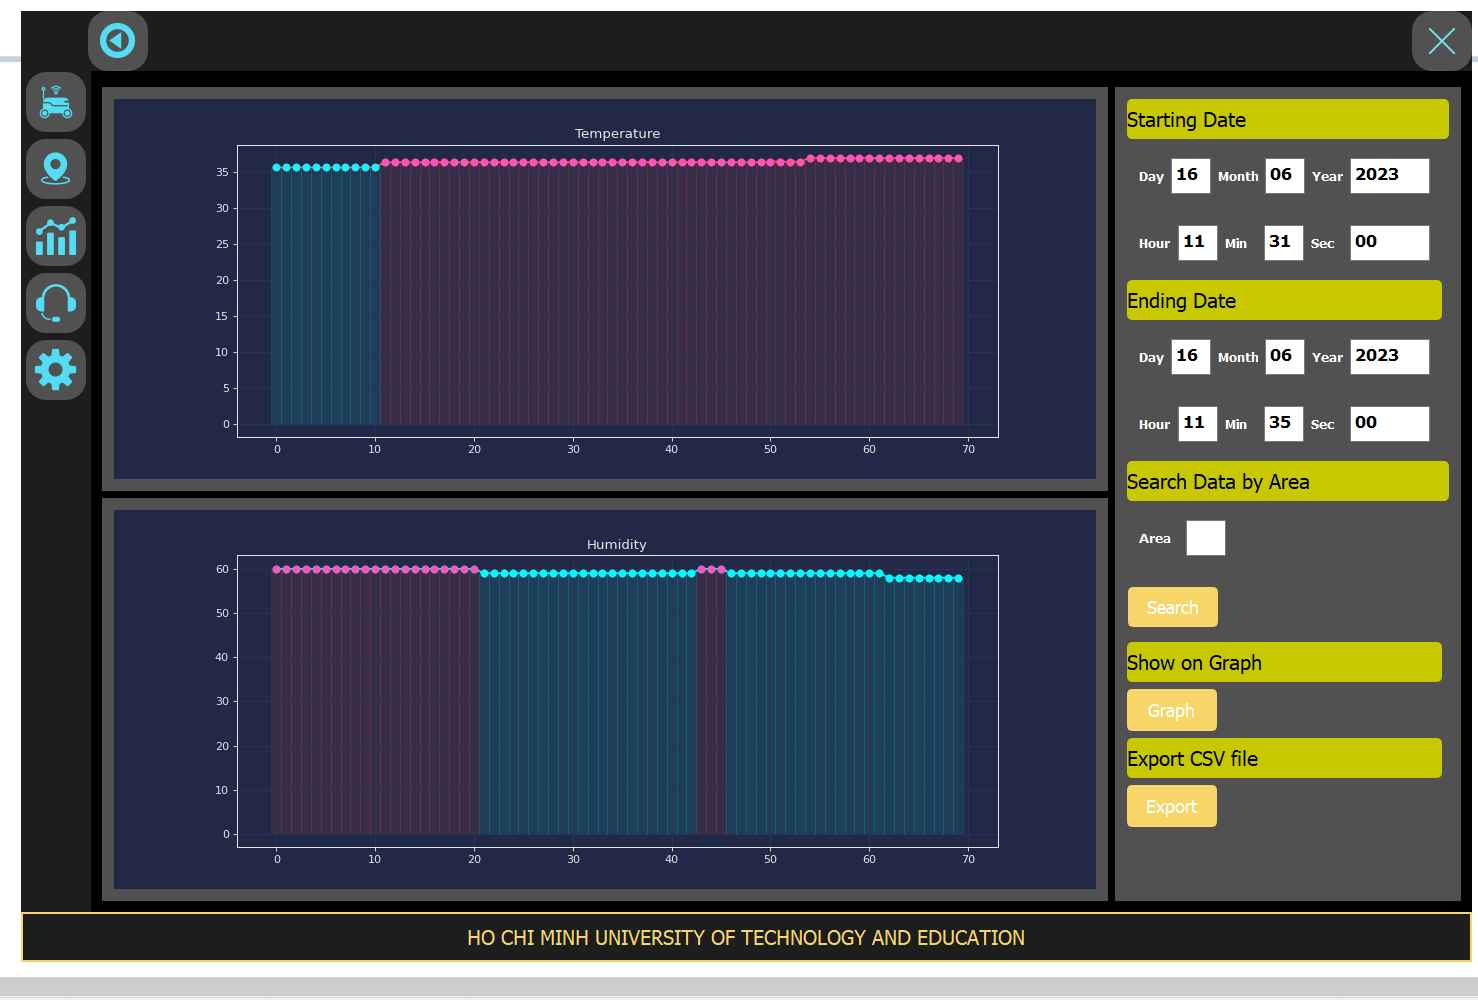 Temperature
35
30
25
20
15
10
5
0
0 10 20 30 40 50 60 70
Humidity
60
50
40
30
20
10
0
0 10 20 30 40 50 60 70
Starting Date
Day 16 Month 06 Year 2023
Hour 11 Min 31 Sec 00
Ending Date
Day 16 Month 06 Year 2023
Hour 11 Min 35 Sec 00
Search Data by Area
Area
Search
Show on Graph
Graph
Export CSV file
Export
HO CHI MINH UNIVERSITY OF TECHNOLOGY AND EDUCATION